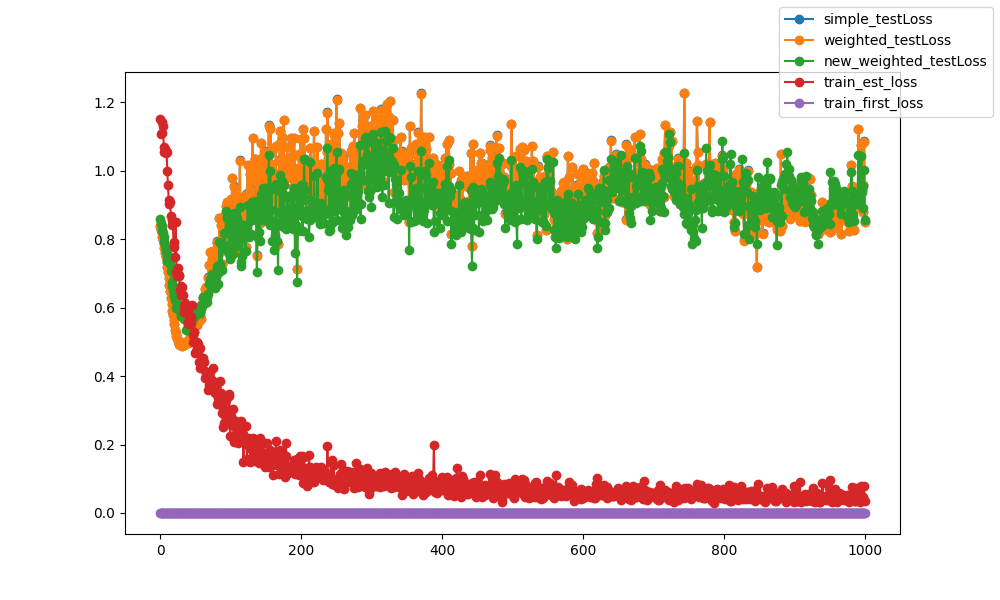 simple_testLoss
weighted_testLoss
new_weighted_testLoss
train_est_loss
train_first_loss
1.2
1.0
0.8
0.6
0.4
0.2
0.0
0 200 400 600 800 1000